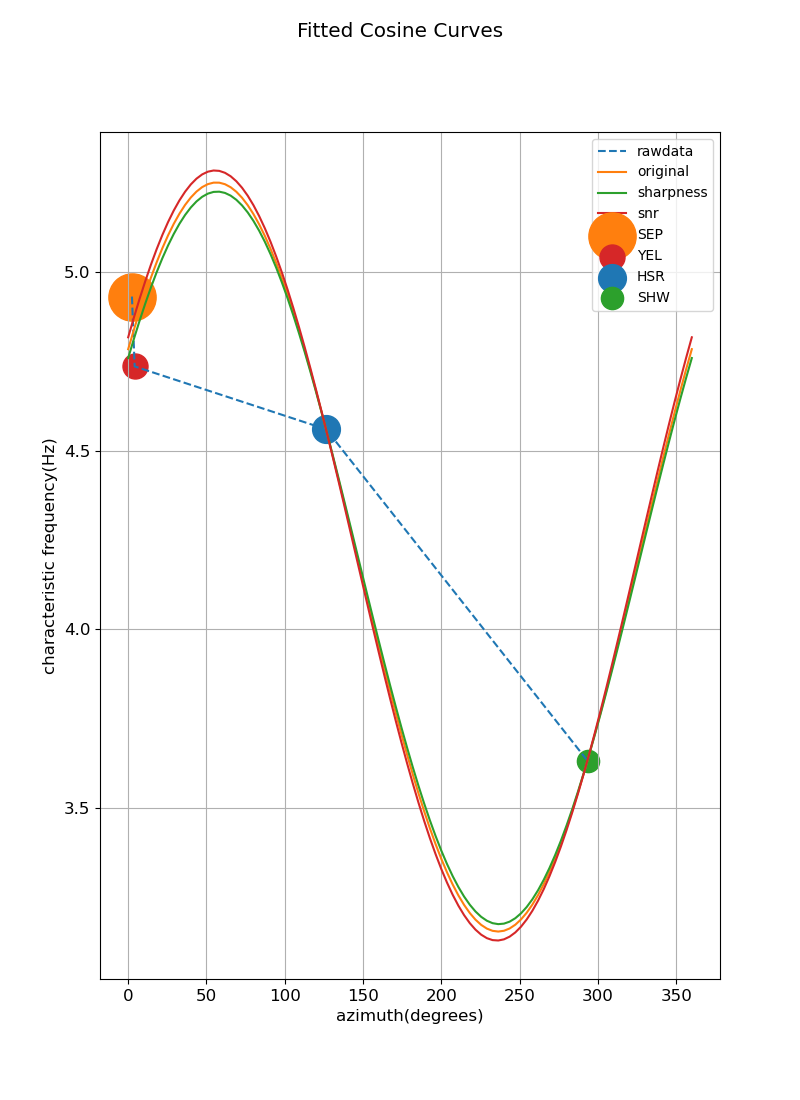 Fitted Cosine Curves
rawdata
original
sharpness
snr
SEP
YEL
HSR
SHW
characteristic frequency(Hz)
5.0
4.5
4.0
3.5
0 50 100 150 200 250 300 350
azimuth(degrees)